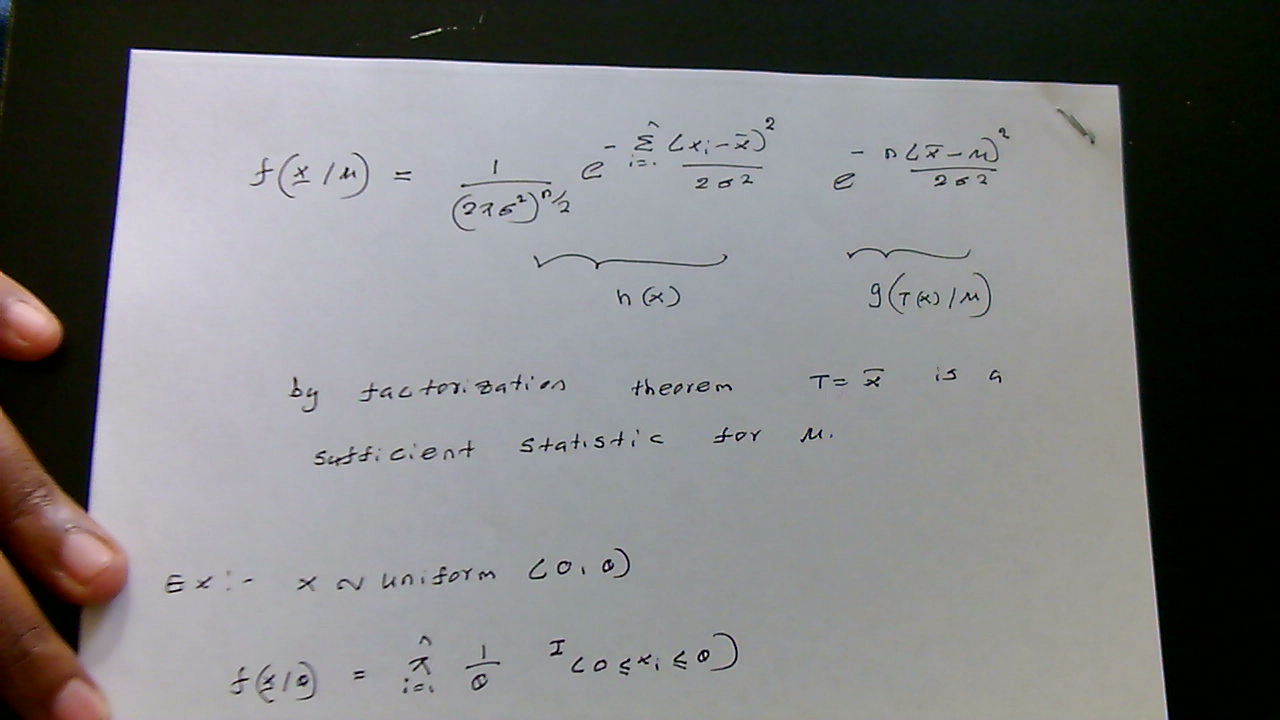 f(x̲/μ) = 1/(2πσ²)^(n/2) e^(- Σ_{i=1}^{n} (xᵢ-x̄)²/2σ²) e^(- n(x̄-μ)²/2σ²)
h(x) g(T(x)/μ)
by factorization theorem T= x̄ is a
sufficient statistic for μ.
Ex:- x ~ uniform (0, θ)
f(x̲/θ) = π_{i=1}^{n} 1/θ I(0≤xᵢ≤θ)